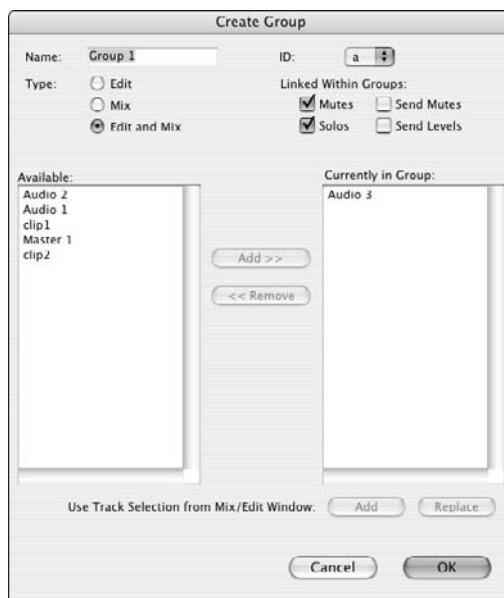 Create Group
Name: Group 1 ID: a
Type: Edit Linked Within Groups:
Mix Mutes Send Mutes
Edit and Mix Solos Send Levels
Available:
Audio 2
Audio 1
clip1
Master 1
clip2
Add >>
<< Remove
Currently in Group:
Audio 3
Use Track Selection from Mix/Edit Window: Add Replace
Cancel OK